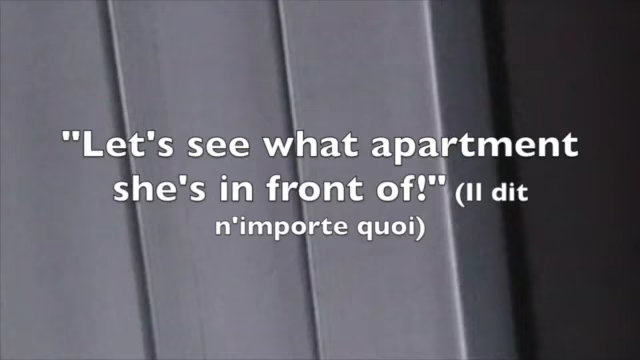 "Let's see what apartment
she's in front of!" (Il dit
n'importe quoi)